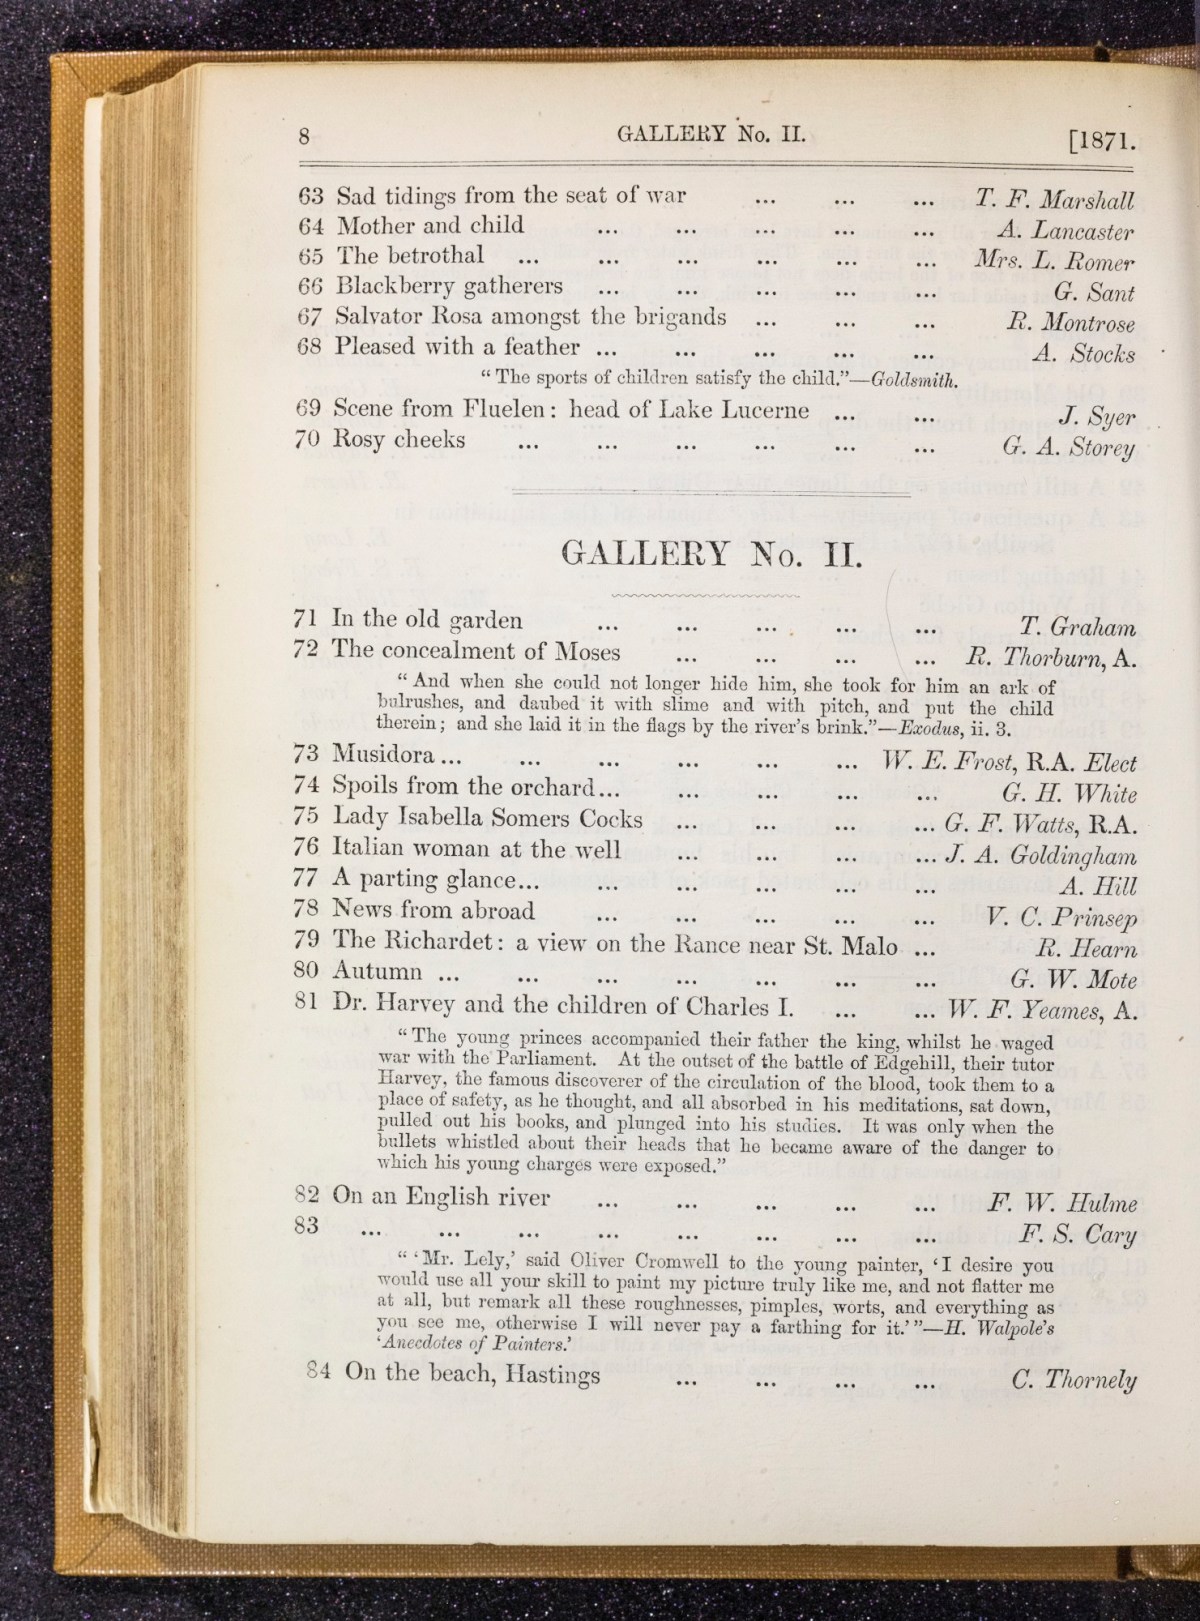 8 GALLERY No. II. [1871.
63 Sad tidings from the seat of war ... ... ... T. F. Marshall
64 Mother and child ... ... ... ... ... A. Lancaster
65 The betrothal ... ... ... ... ... ... Mrs. L. Romer
66 Blackberry gatherers ... ... ... ... ... G. Sant
67 Salvator Rosa amongst the brigands ... ... ... R. Montrose
68 Pleased with a feather ... ... ... ... ... A. Stocks
"The sports of children satisfy the child."—Goldsmith.
69 Scene from Fluelen: head of Lake Lucerne ... ... J. Syer
70 Rosy cheeks ... ... ... ... ... ... G. A. Storey
GALLERY No. II.
71 In the old garden ... ... ... ... ... T. Graham
72 The concealment of Moses ... ... ... ... R. Thorburn, A.
"And when she could not longer hide him, she took for him an ark of
bulrushes, and daubed it with slime and with pitch, and put the child
therein; and she laid it in the flags by the river's brink."—Exodus, ii. 3.
73 Musidora ... ... ... ... ... ... W. E. Frost, R.A. Elect
74 Spoils from the orchard... ... ... ... ... G. H. White
75 Lady Isabella Somers Cocks ... ... ... ... G. F. Watts, R.A.
76 Italian woman at the well ... ... ... ... J. A. Goldingham
77 A parting glance... ... ... ... ... ... A. Hill
78 News from abroad ... ... ... ... ... V. C. Prinsep
79 The Richardet: a view on the Rance near St. Malo ... R. Hearn
80 Autumn ... ... ... ... ... ... ... G. W. Mote
81 Dr. Harvey and the children of Charles I. ... ... W. F. Yeames, A.
"The young princes accompanied their father the king, whilst he waged
war with the Parliament. At the outset of the battle of Edgehill, their tutor
Harvey, the famous discoverer of the circulation of the blood, took them to a
place of safety, as he thought, and all absorbed in his meditations, sat down,
pulled out his books, and plunged into his studies. It was only when the
bullets whistled about their heads that he became aware of the danger to
which his young charges were exposed."
82 On an English river ... ... ... ... ... F. W. Hulme
83 ... ... ... ... ... ... ... ... F. S. Cary
"'Mr. Lely,' said Oliver Cromwell to the young painter, 'I desire you
would use all your skill to paint my picture truly like me, and not flatter me
at all, but remark all these roughnesses, pimples, worts, and everything as
you see me, otherwise I will never pay a farthing for it.'"—H. Walpole's
'Anecdotes of Painters.'
84 On the beach, Hastings ... ... ... ... C. Thornely